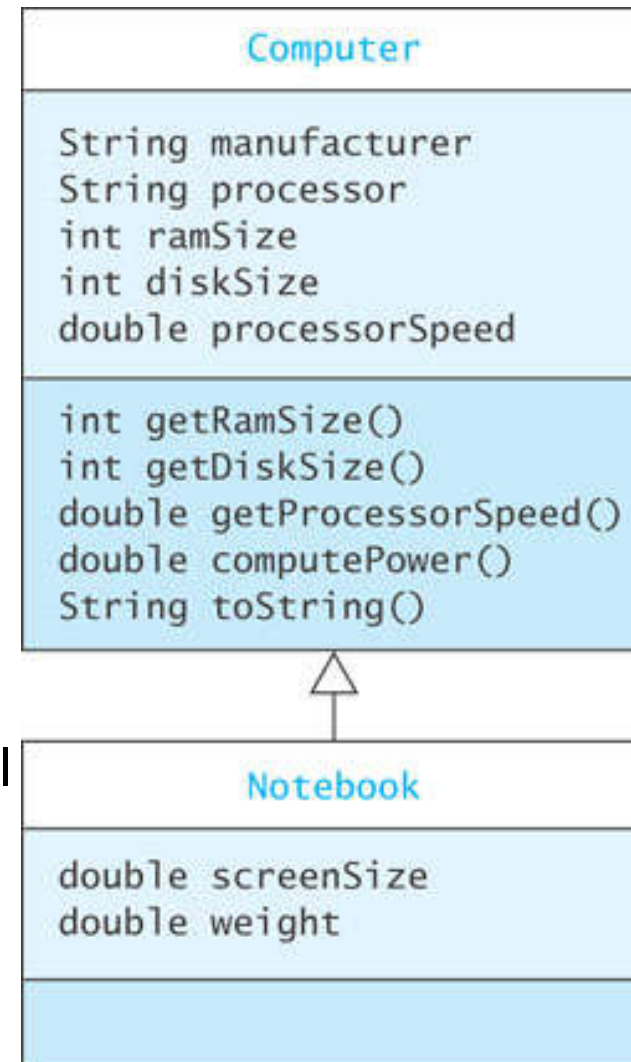 Computer
String manufacturer
String processor
int ramSize
int diskSize
double processorSpeed
int getRamSize()
int getDiskSize()
double getProcessorSpeed()
double computePower()
String toString()
Notebook
double screenSize
double weight